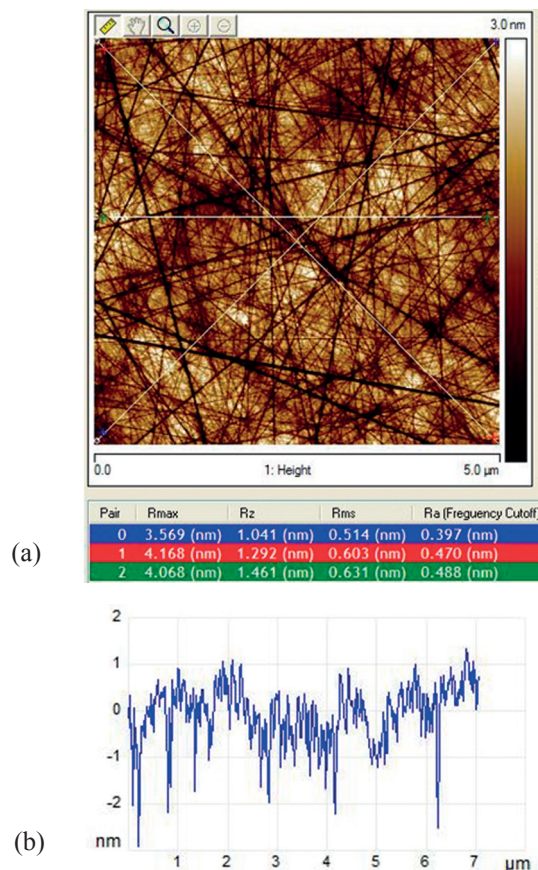 3.0 nm
0.0 1: Height 5.0 µm
Pair Rmax Rz Rms Ra (Freguency Cutoff)
0 3.569 (nm) 1.041 (nm) 0.514 (nm) 0.397 (nm)
1 4.168 (nm) 1.292 (nm) 0.603 (nm) 0.470 (nm)
2 4.068 (nm) 1.461 (nm) 0.631 (nm) 0.488 (nm)
(a)
2
1
0
-1
-2
nm
1 2 3 4 5 6 7 µm
(b)